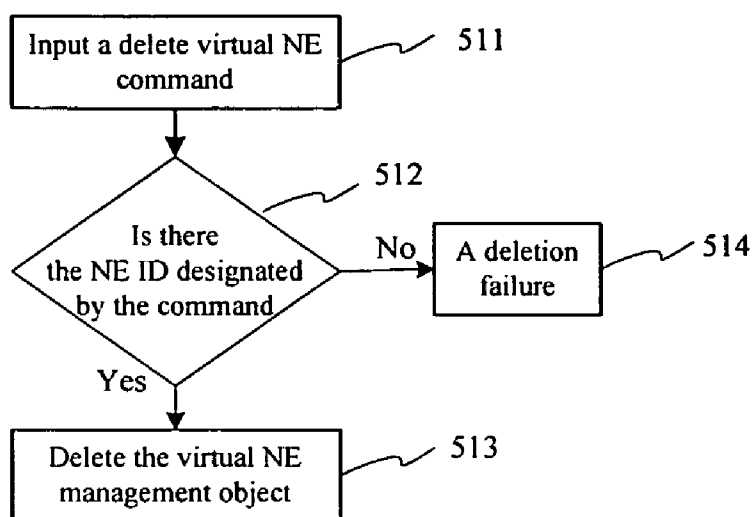 Input a delete virtual NE
command
511
512
Is there
the NE ID designated
by the command
No
A deletion
failure
514
Yes
Delete the virtual NE
management object
513